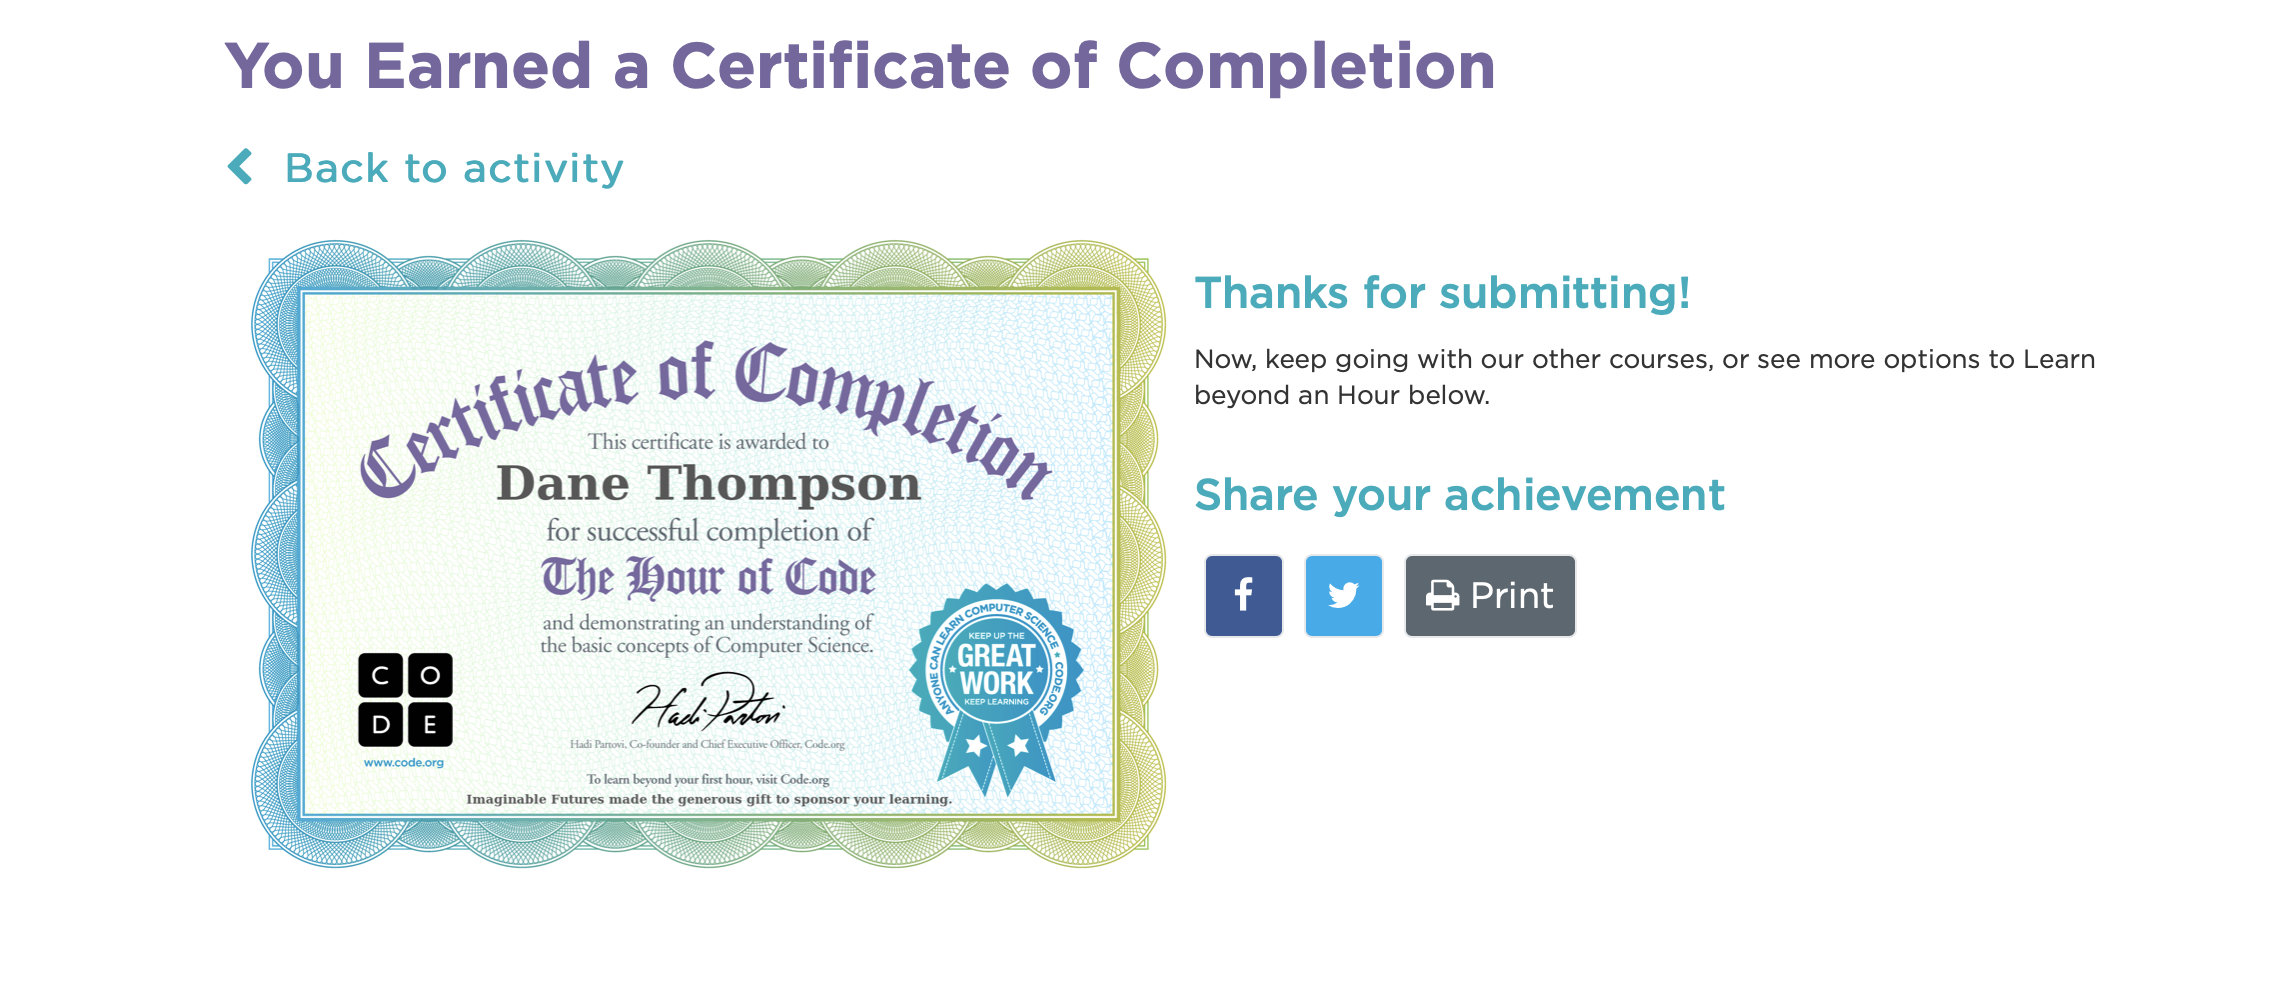 You Earned a Certificate of Completion
Back to activity
Certificate of Completion
This certificate is awarded to
Dane Thompson
for successful completion of
The Hour of Code
and demonstrating an understanding of
the basic concepts of Computer Science.
C O
D E
www.code.org
Hadi Partovi
Hadi Partovi, Co-founder and Chief Executive Officer, Code.org
To learn beyond your first hour, visit Code.org
Imaginable Futures made the generous gift to sponsor your learning.
ANYONE CAN LEARN COMPUTER SCIENCE ★ CODE.ORG
KEEP UP THE
GREAT
WORK
KEEP LEARNING
Thanks for submitting!
Now, keep going with our other courses, or see more options to Learn
beyond an Hour below.
Share your achievement
f
Print